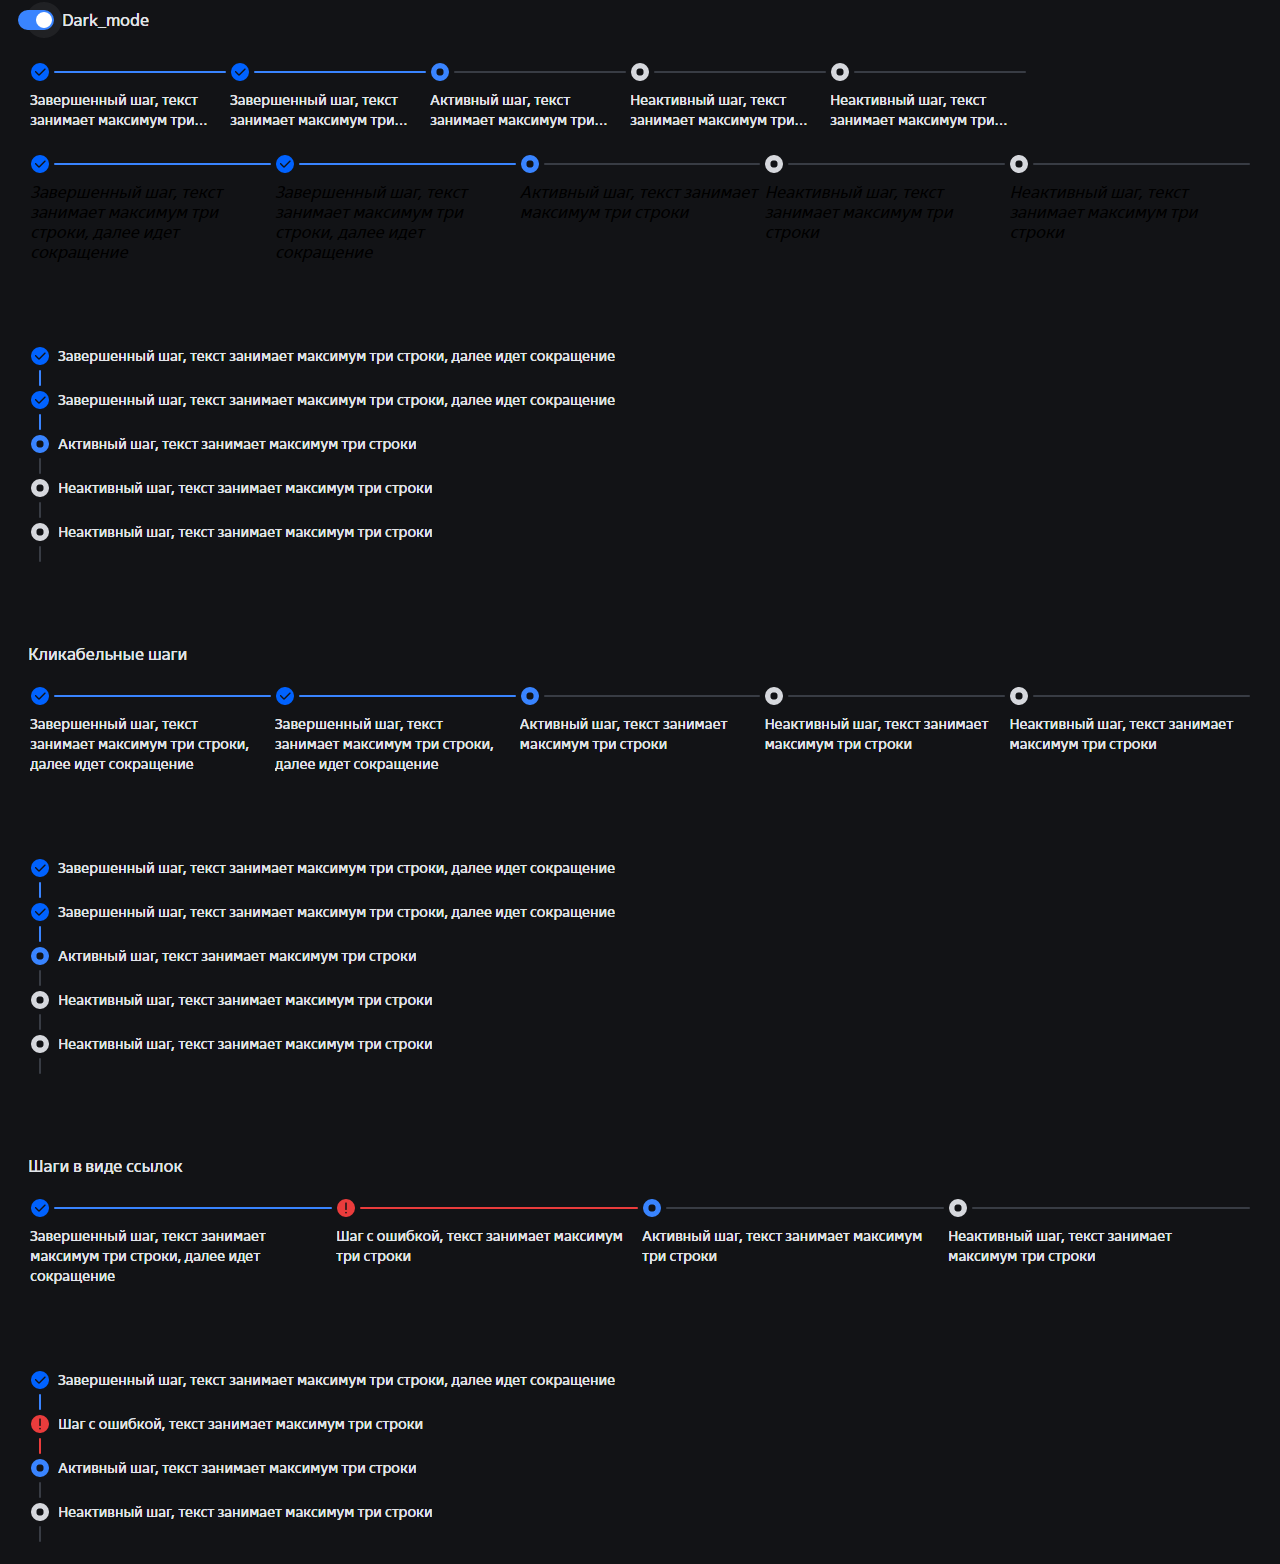 Dark_mode
Завершенный шаг, текст Завершенный шаг, текст Активный шаг, текст Неактивный шаг, текст Неактивный шаг, текст
занимает максимум три... занимает максимум три... занимает максимум три... занимает максимум три... занимает максимум три...
Завершенный шаг, текст Завершенный шаг, текст Активный шаг, текст занимает Неактивный шаг, текст Неактивный шаг, текст
занимает максимум три занимает максимум три максимум три строки занимает максимум три занимает максимум три
строки, далее идет строки, далее идет строки строки
сокращение сокращение
Завершенный шаг, текст занимает максимум три строки, далее идет сокращение
Завершенный шаг, текст занимает максимум три строки, далее идет сокращение
Активный шаг, текст занимает максимум три строки
Неактивный шаг, текст занимает максимум три строки
Неактивный шаг, текст занимает максимум три строки
Кликабельные шаги
Завершенный шаг, текст Завершенный шаг, текст Активный шаг, текст занимает Неактивный шаг, текст занимает Неактивный шаг, текст занимает
занимает максимум три строки, занимает максимум три строки, максимум три строки максимум три строки максимум три строки
далее идет сокращение далее идет сокращение
Завершенный шаг, текст занимает максимум три строки, далее идет сокращение
Завершенный шаг, текст занимает максимум три строки, далее идет сокращение
Активный шаг, текст занимает максимум три строки
Неактивный шаг, текст занимает максимум три строки
Неактивный шаг, текст занимает максимум три строки
Шаги в виде ссылок
Завершенный шаг, текст занимает Шаг с ошибкой, текст занимает максимум Активный шаг, текст занимает максимум Неактивный шаг, текст занимает
максимум три строки, далее идет три строки три строки максимум три строки
сокращение
Завершенный шаг, текст занимает максимум три строки, далее идет сокращение
Шаг с ошибкой, текст занимает максимум три строки
Активный шаг, текст занимает максимум три строки
Неактивный шаг, текст занимает максимум три строки